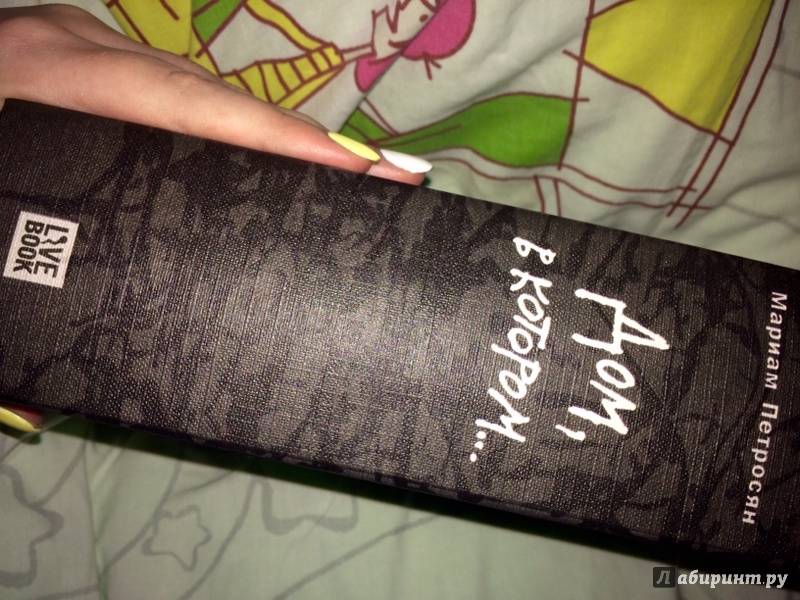 Мариам Петросян
Дом,
в котором...
LIVE
BOOK
Лабиринт.ру